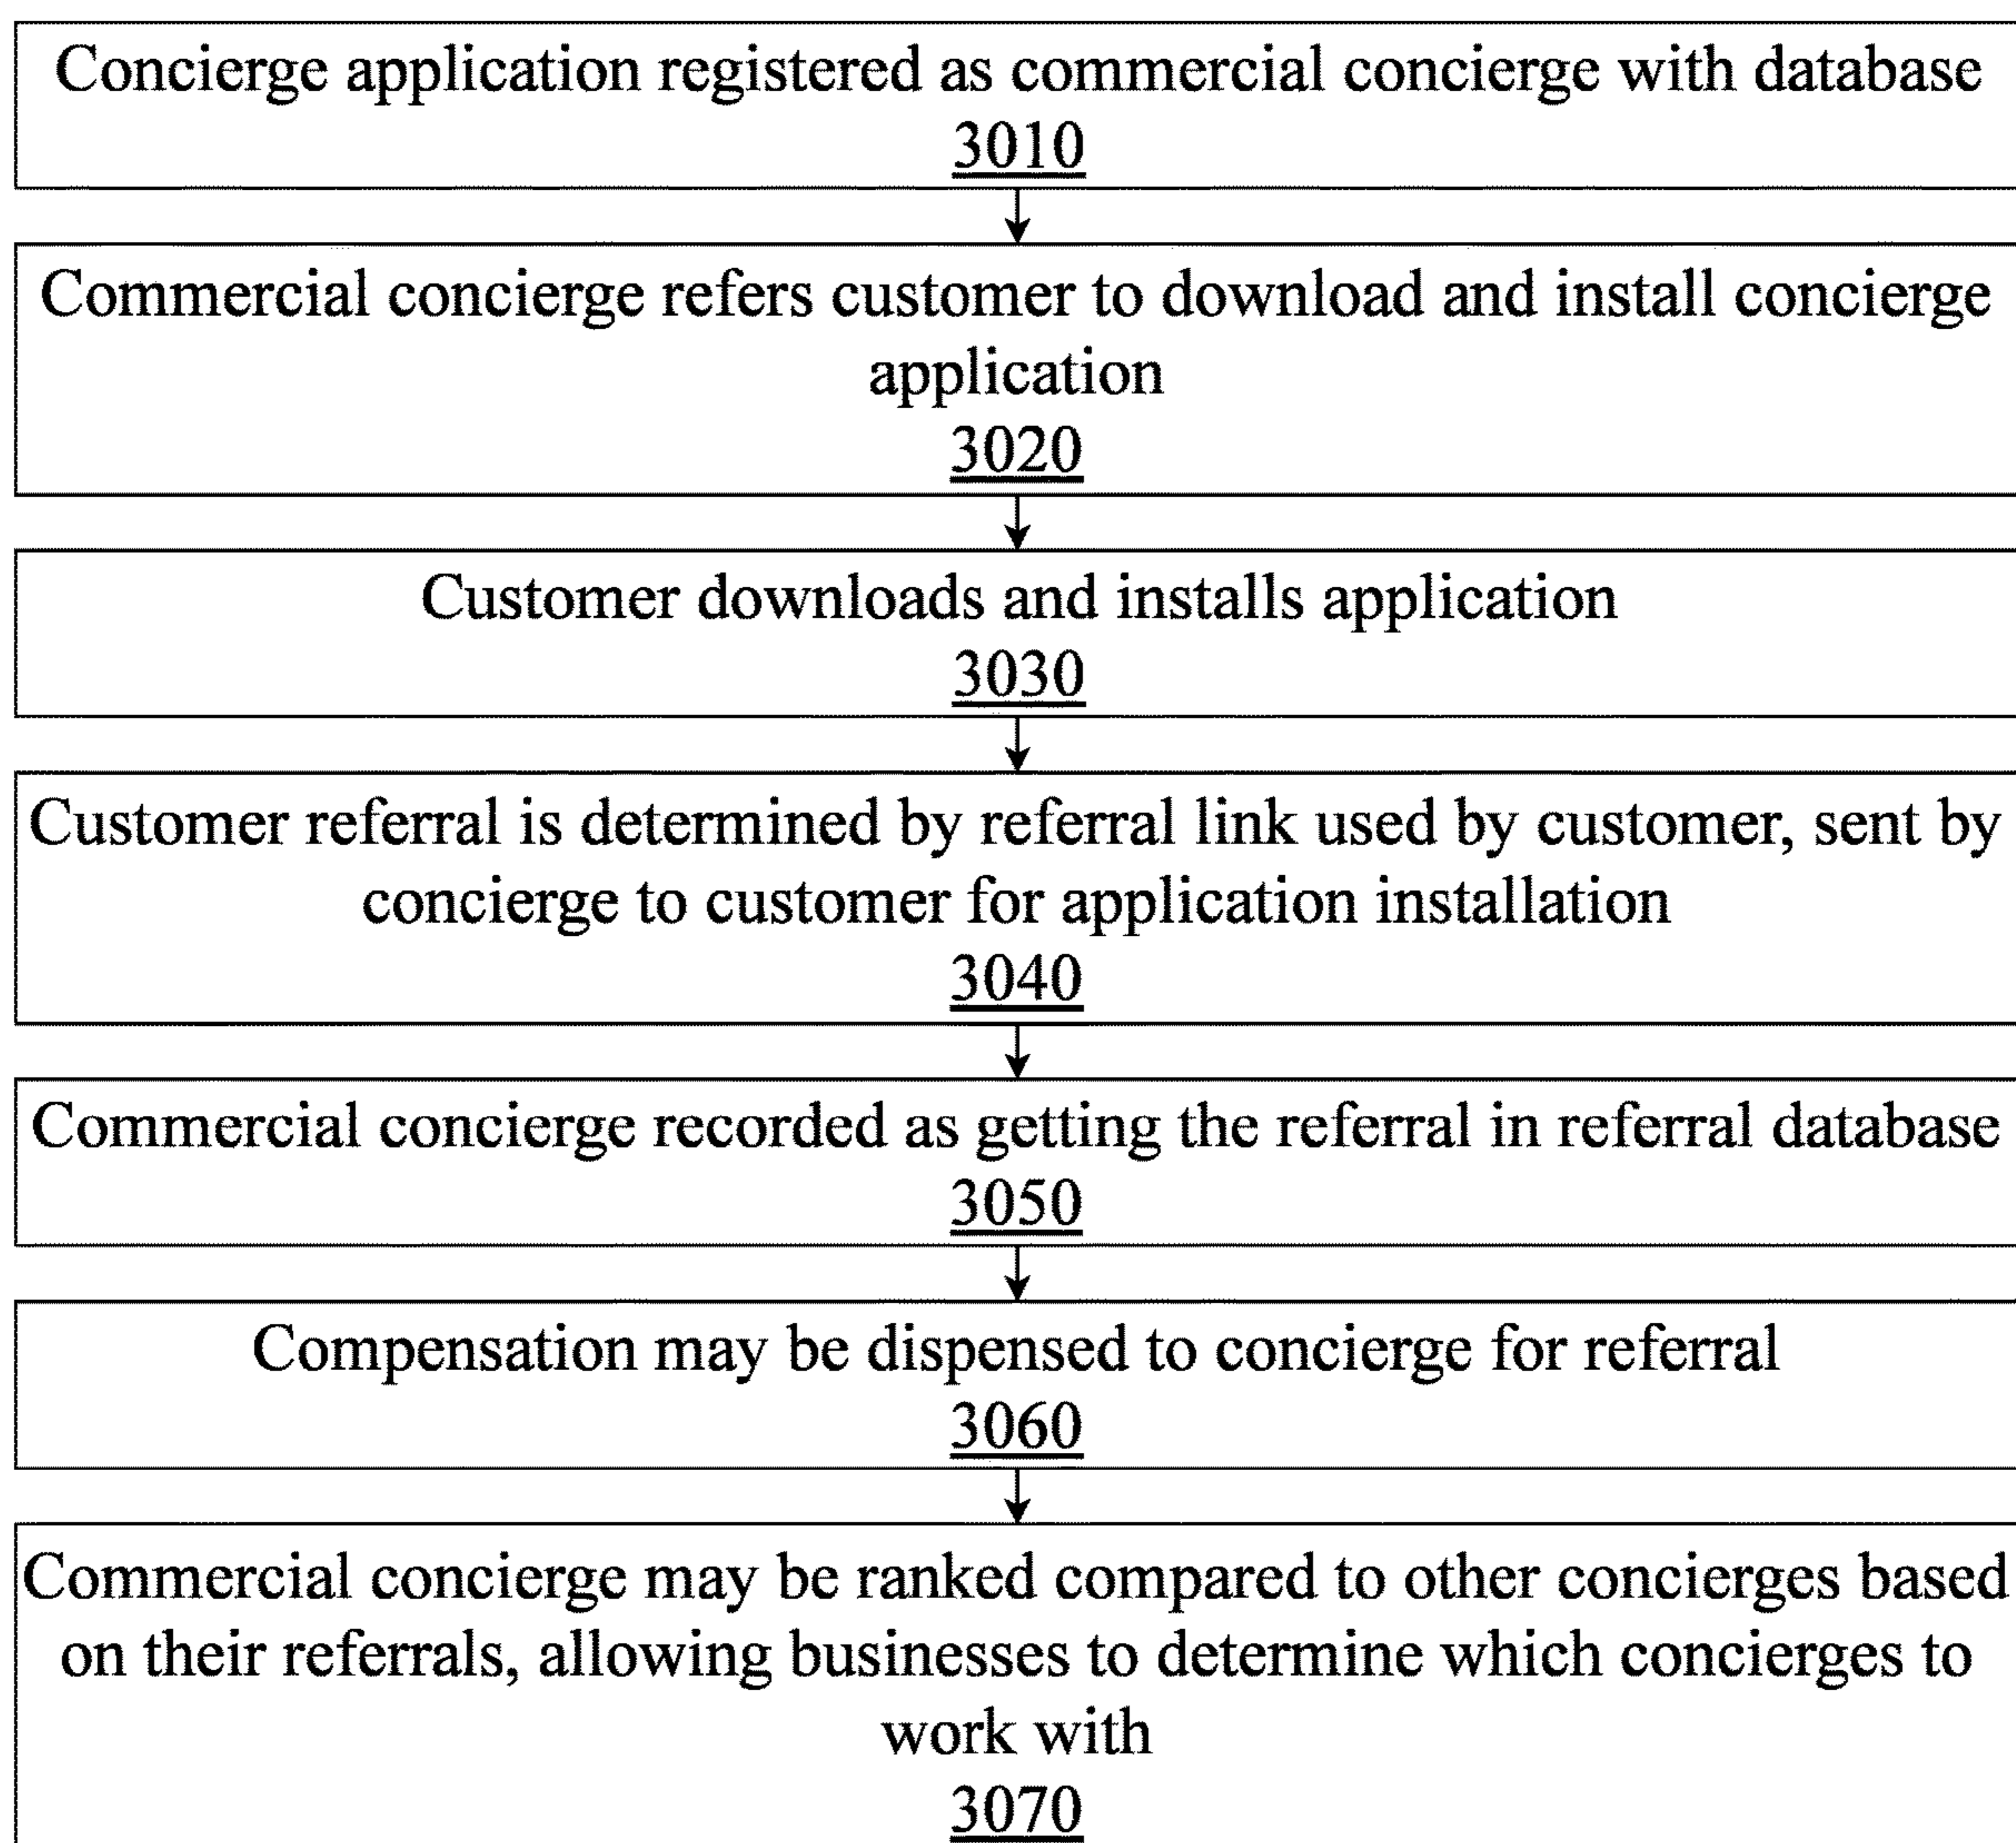 Concierge application registered as commercial concierge with database
3010
Commercial concierge refers customer to download and install concierge
application
3020
Customer downloads and installs application
3030
Customer referral is determined by referral link used by customer, sent by
concierge to customer for application installation
3040
Commercial concierge recorded as getting the referral in referral database
3050
Compensation may be dispensed to concierge for referral
3060
Commercial concierge may be ranked compared to other concierges based
on their referrals, allowing businesses to determine which concierges to
work with
3070